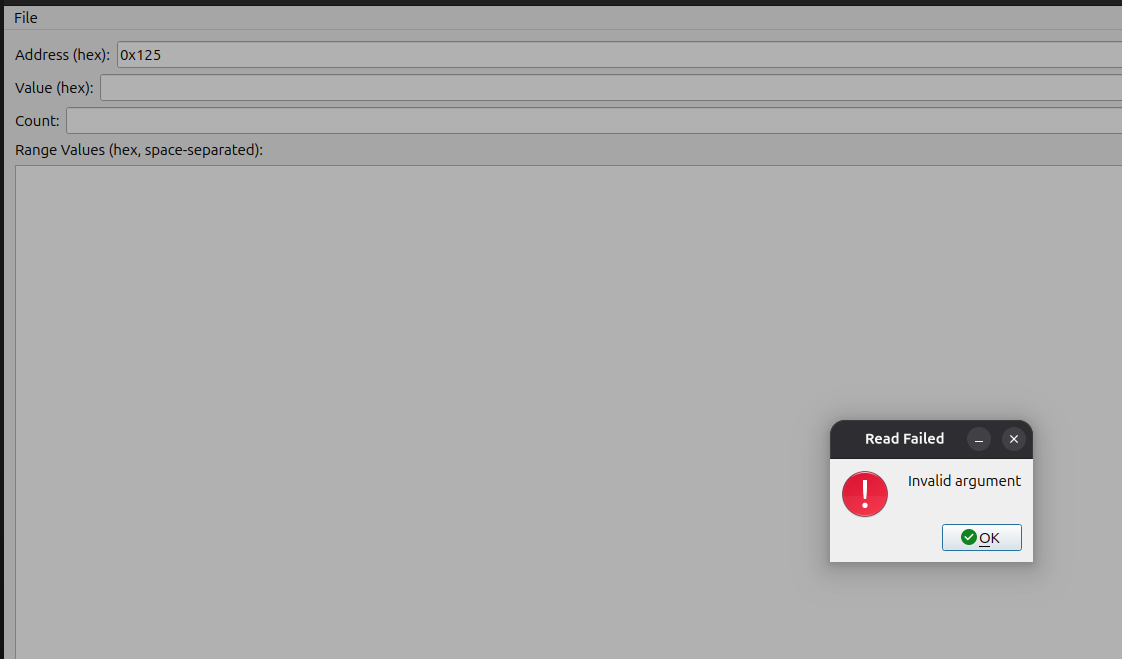 File
Address (hex): 0x125
Value (hex):
Count:
Range Values (hex, space-separated):
Read Failed
Invalid argument
OK